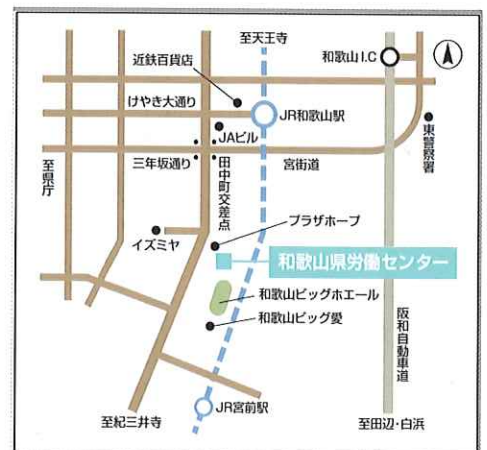 至天王寺
近鉄百貨店
和歌山I.C
けやき大通り
JR和歌山駅
JAビル
東警察署
至県庁
三年坂通り
田中町交差点
宮街道
プラザホープ
イズミヤ
和歌山県労働センター
和歌山ビッグホエール
和歌山ビッグ愛
阪和自動車道
JR宮前駅
至紀三井寺
至田辺・白浜